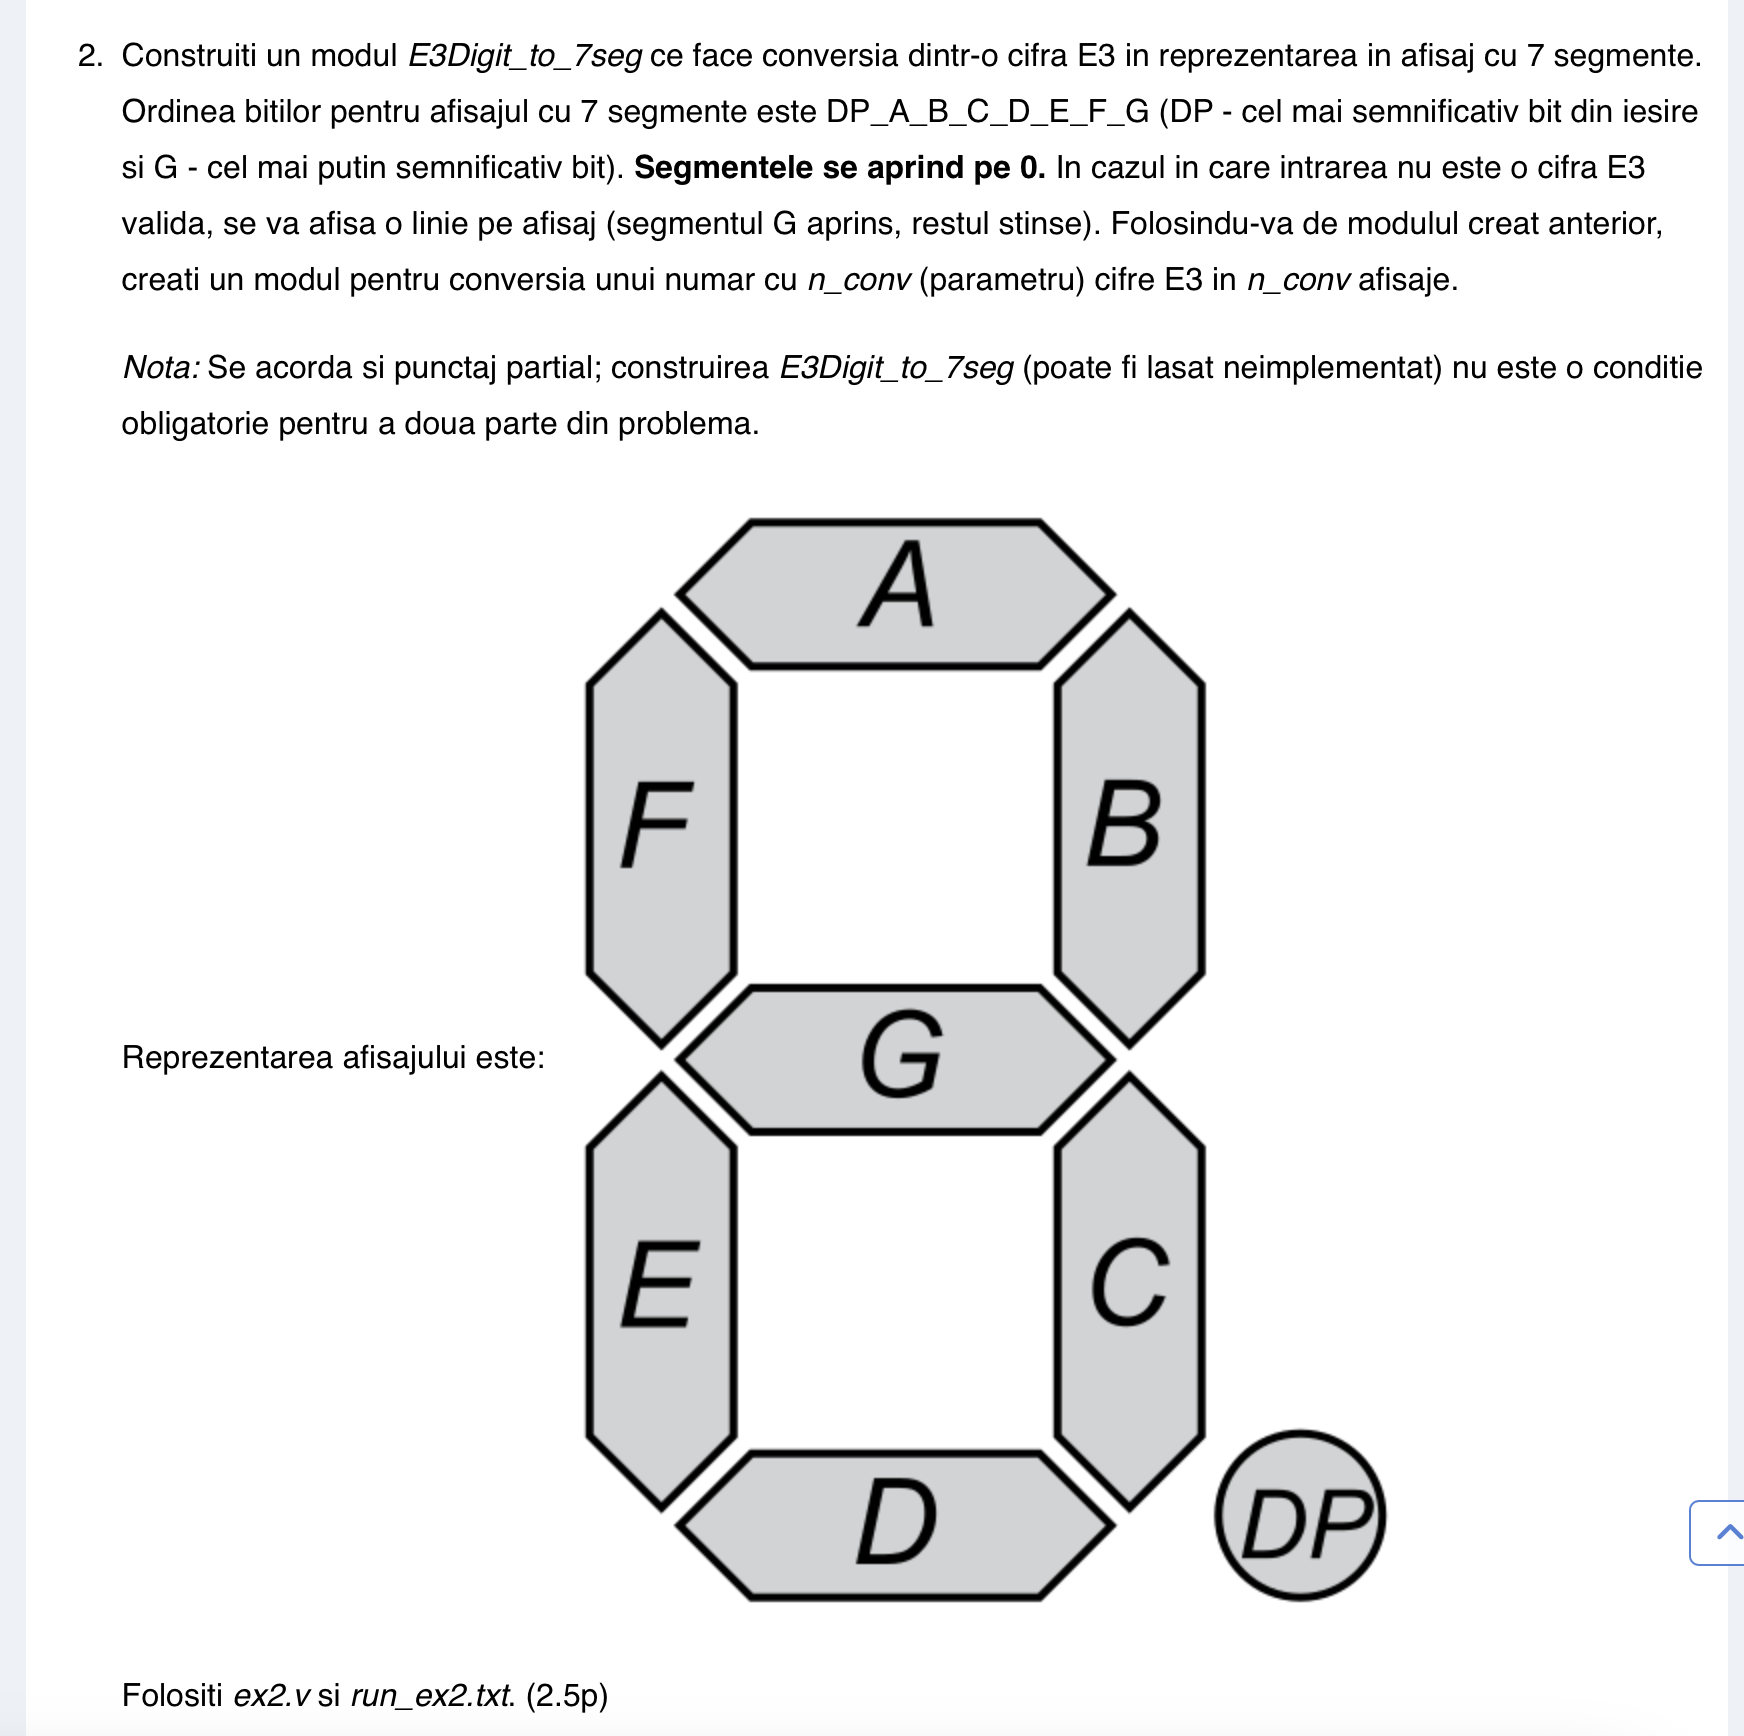 2. Construiti un modul E3Digit_to_7seg ce face conversia dintr-o cifra E3 in reprezentarea in afisaj cu 7 segmente.
Ordinea bitilor pentru afisajul cu 7 segmente este DP_A_B_C_D_E_F_G (DP - cel mai semnificativ bit din iesire
si G - cel mai putin semnificativ bit). Segmentele se aprind pe 0. In cazul in care intrarea nu este o cifra E3
valida, se va afisa o linie pe afisaj (segmentul G aprins, restul stinse). Folosindu-va de modulul creat anterior,
creati un modul pentru conversia unui numar cu n_conv (parametru) cifre E3 in n_conv afisaje.
Nota: Se acorda si punctaj partial; construirea E3Digit_to_7seg (poate fi lasat neimplementat) nu este o conditie
obligatorie pentru a doua parte din problema.
A
F
B
Reprezentarea afisajului este:
G
E
C
D
DP
Folositi ex2.v si run_ex2.txt. (2.5p)